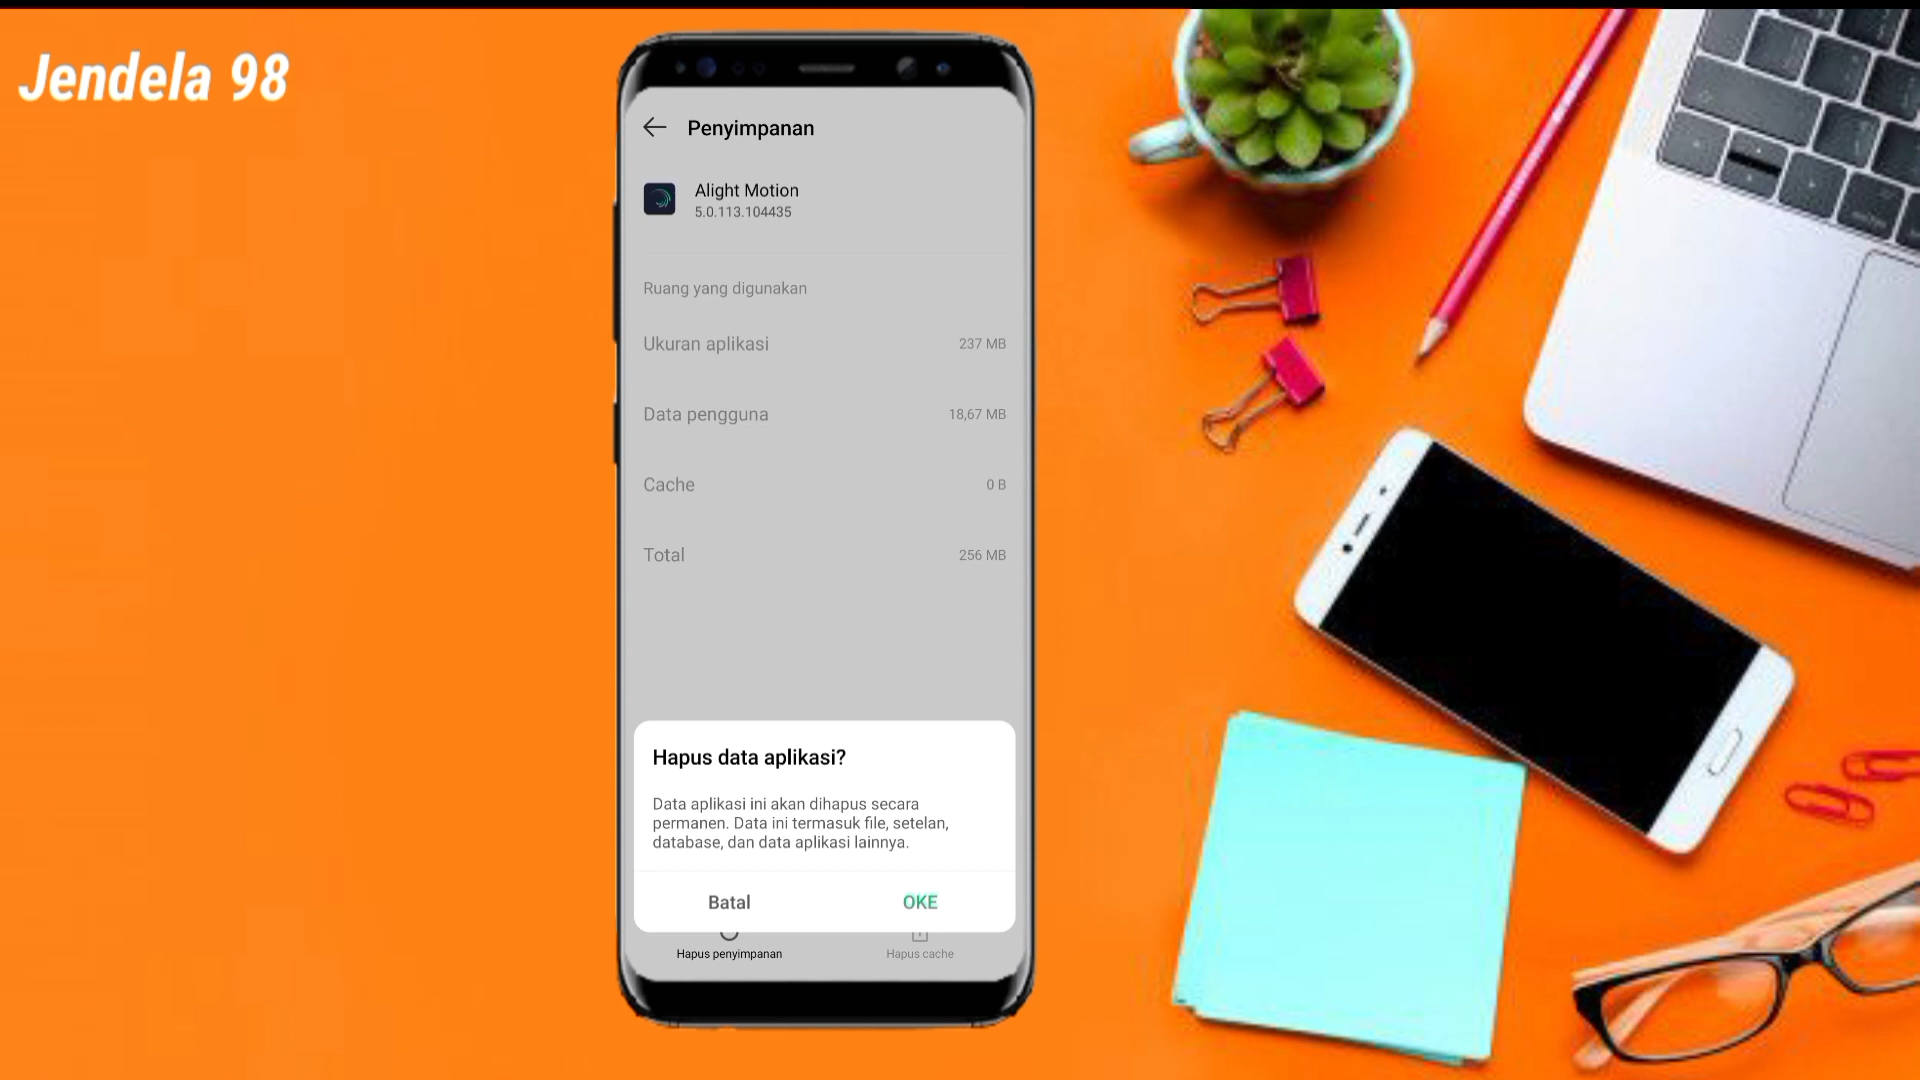 Jendela 98
Penyimpanan
Alight Motion
5.0.113.104435
Ruang yang digunakan
Ukuran aplikasi 237 MB
Data pengguna 18,67 MB
Cache 0 B
Total 256 MB
Hapus data aplikasi?
Data aplikasi ini akan dihapus secara
permanen. Data ini termasuk file, setelan,
database, dan data aplikasi lainnya.
Batal OKE
Hapus penyimpanan Hapus cache